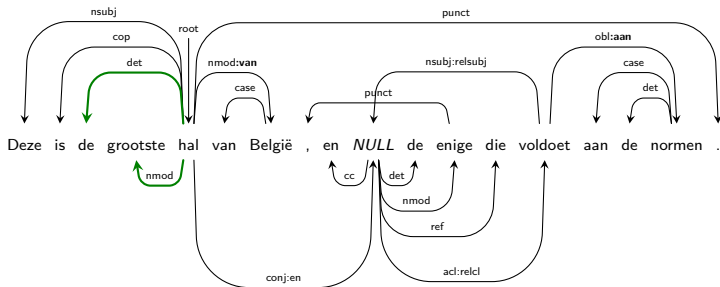 nsubj
punct
cop
root
obl:aan
det
nmod:van
nsubj:relsubj
case
case
punct
det
Deze is de grootste hal van België , en NULL de enige die voldoet aan de normen .
nmod
cc
det
nmod
ref
conj:en
acl:relcl